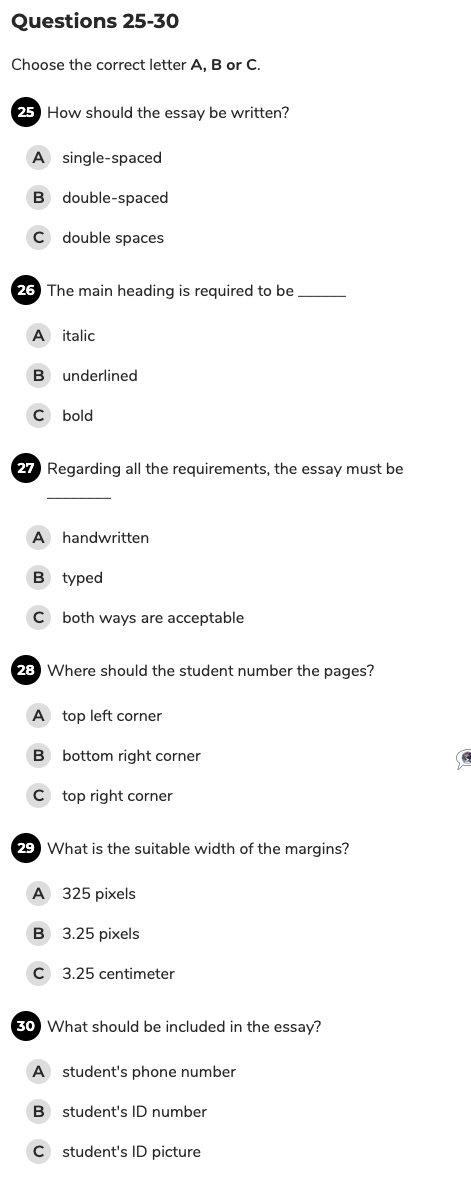 Questions 25-30
Choose the correct letter A, B or C.
25 How should the essay be written?
A single-spaced
B double-spaced
C double spaces
26 The main heading is required to be ______
A italic
B underlined
C bold
27 Regarding all the requirements, the essay must be
________
A handwritten
B typed
C both ways are acceptable
28 Where should the student number the pages?
A top left corner
B bottom right corner
C top right corner
29 What is the suitable width of the margins?
A 325 pixels
B 3.25 pixels
C 3.25 centimeter
30 What should be included in the essay?
A student's phone number
B student's ID number
C student's ID picture